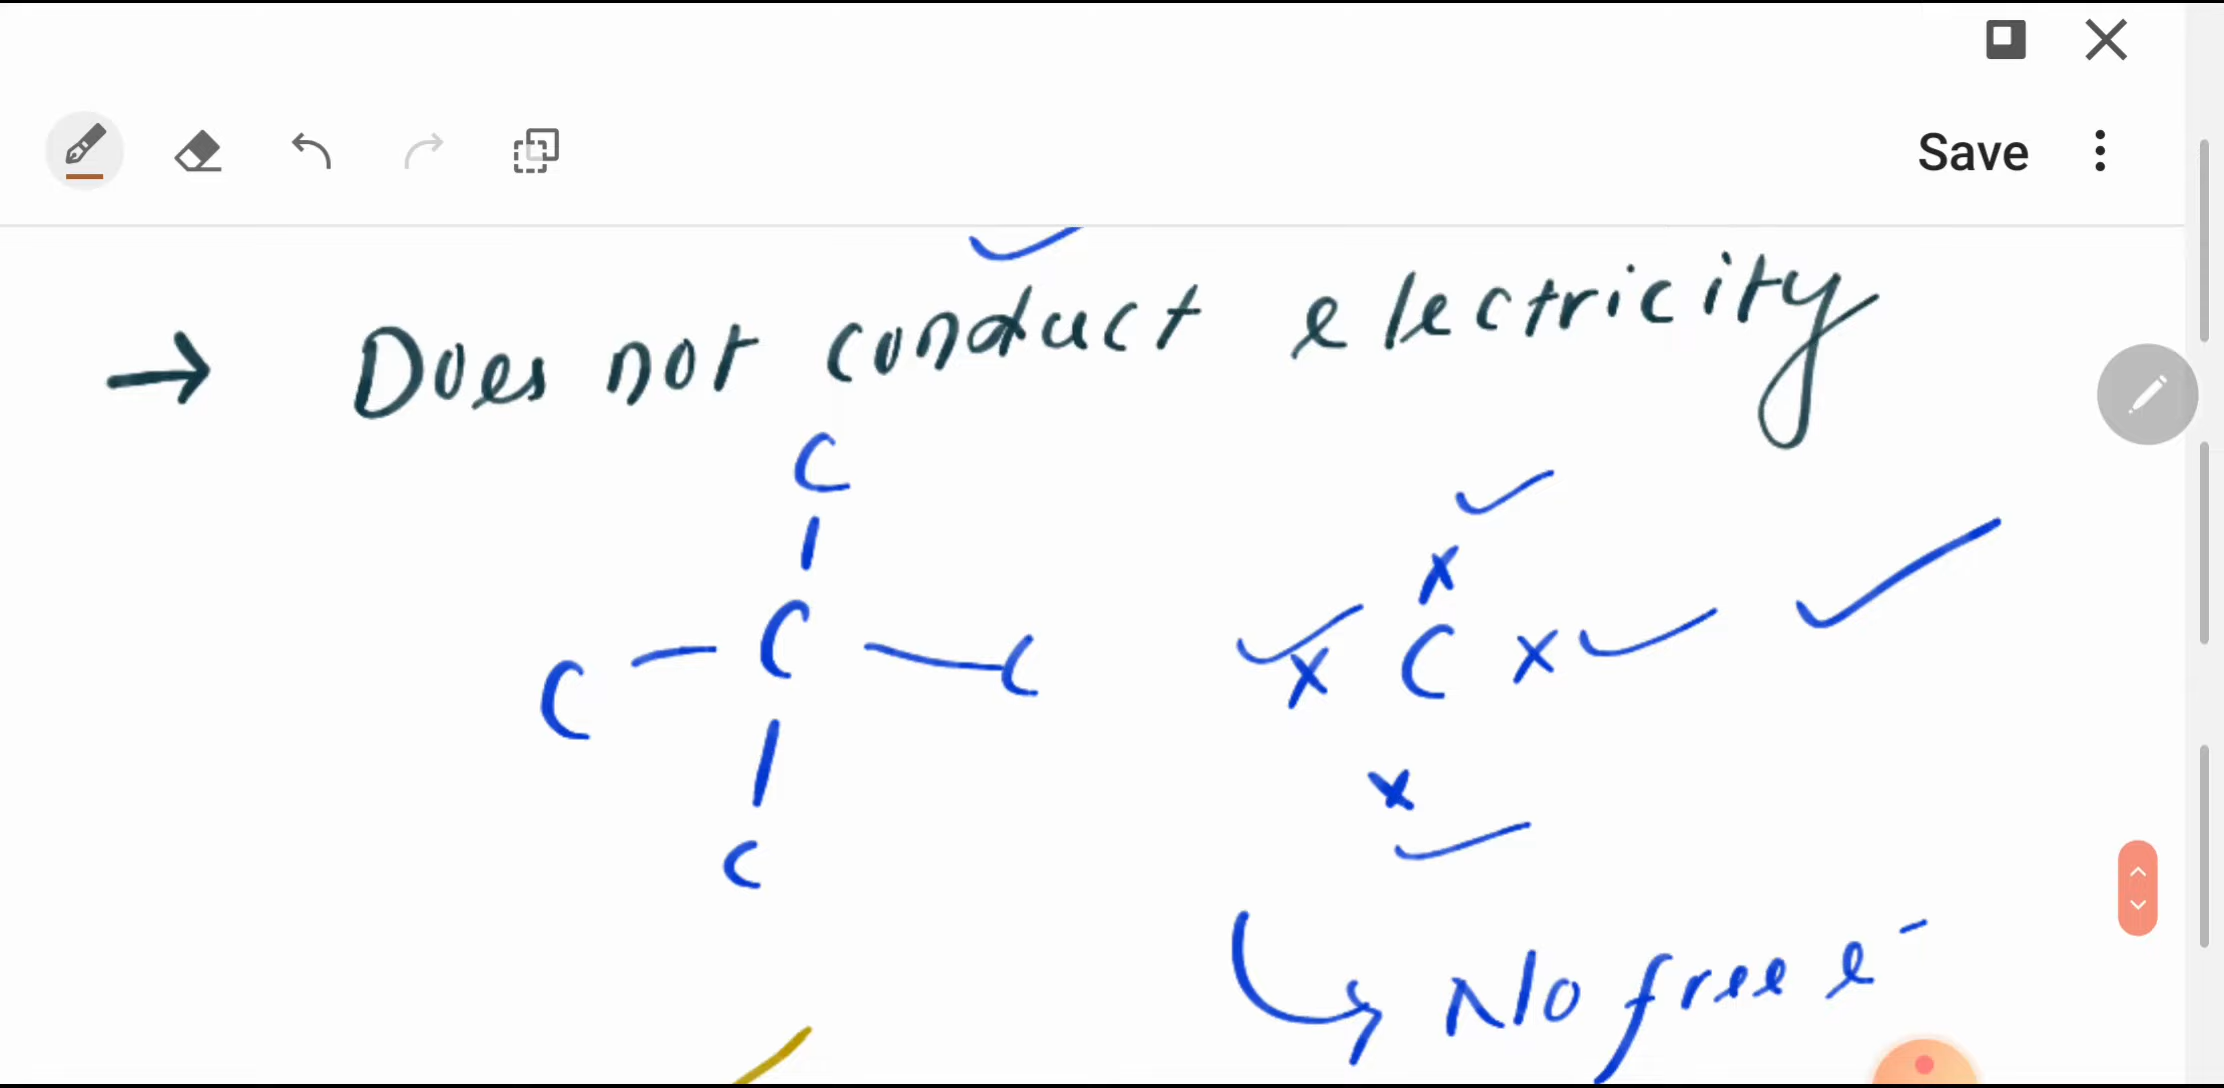 Save
→ Does not conduct electricity
C
C — C — C
C
x
x C x
x
No free e⁻